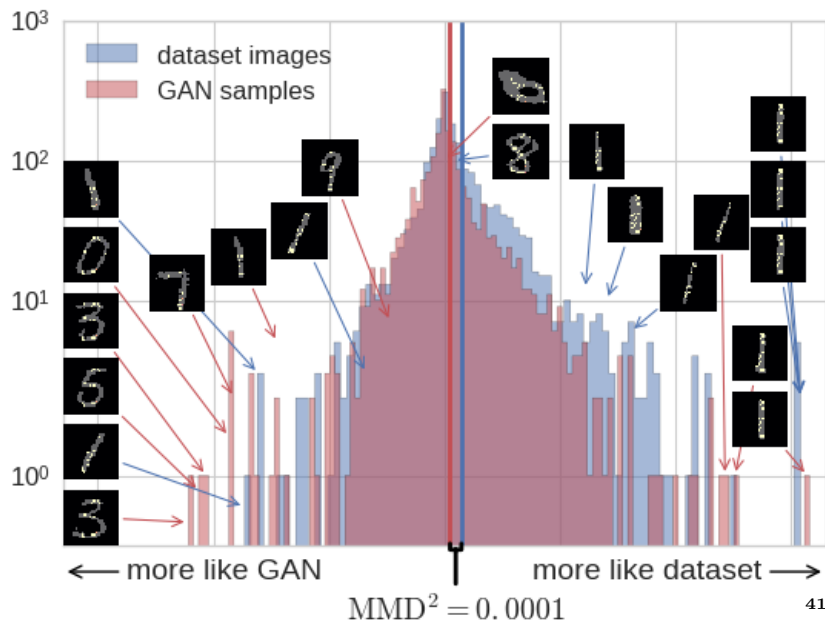 10³
dataset images
GAN samples
10²
10¹
10⁰
← more like GAN
more like dataset →
MMD² = 0.0001
41